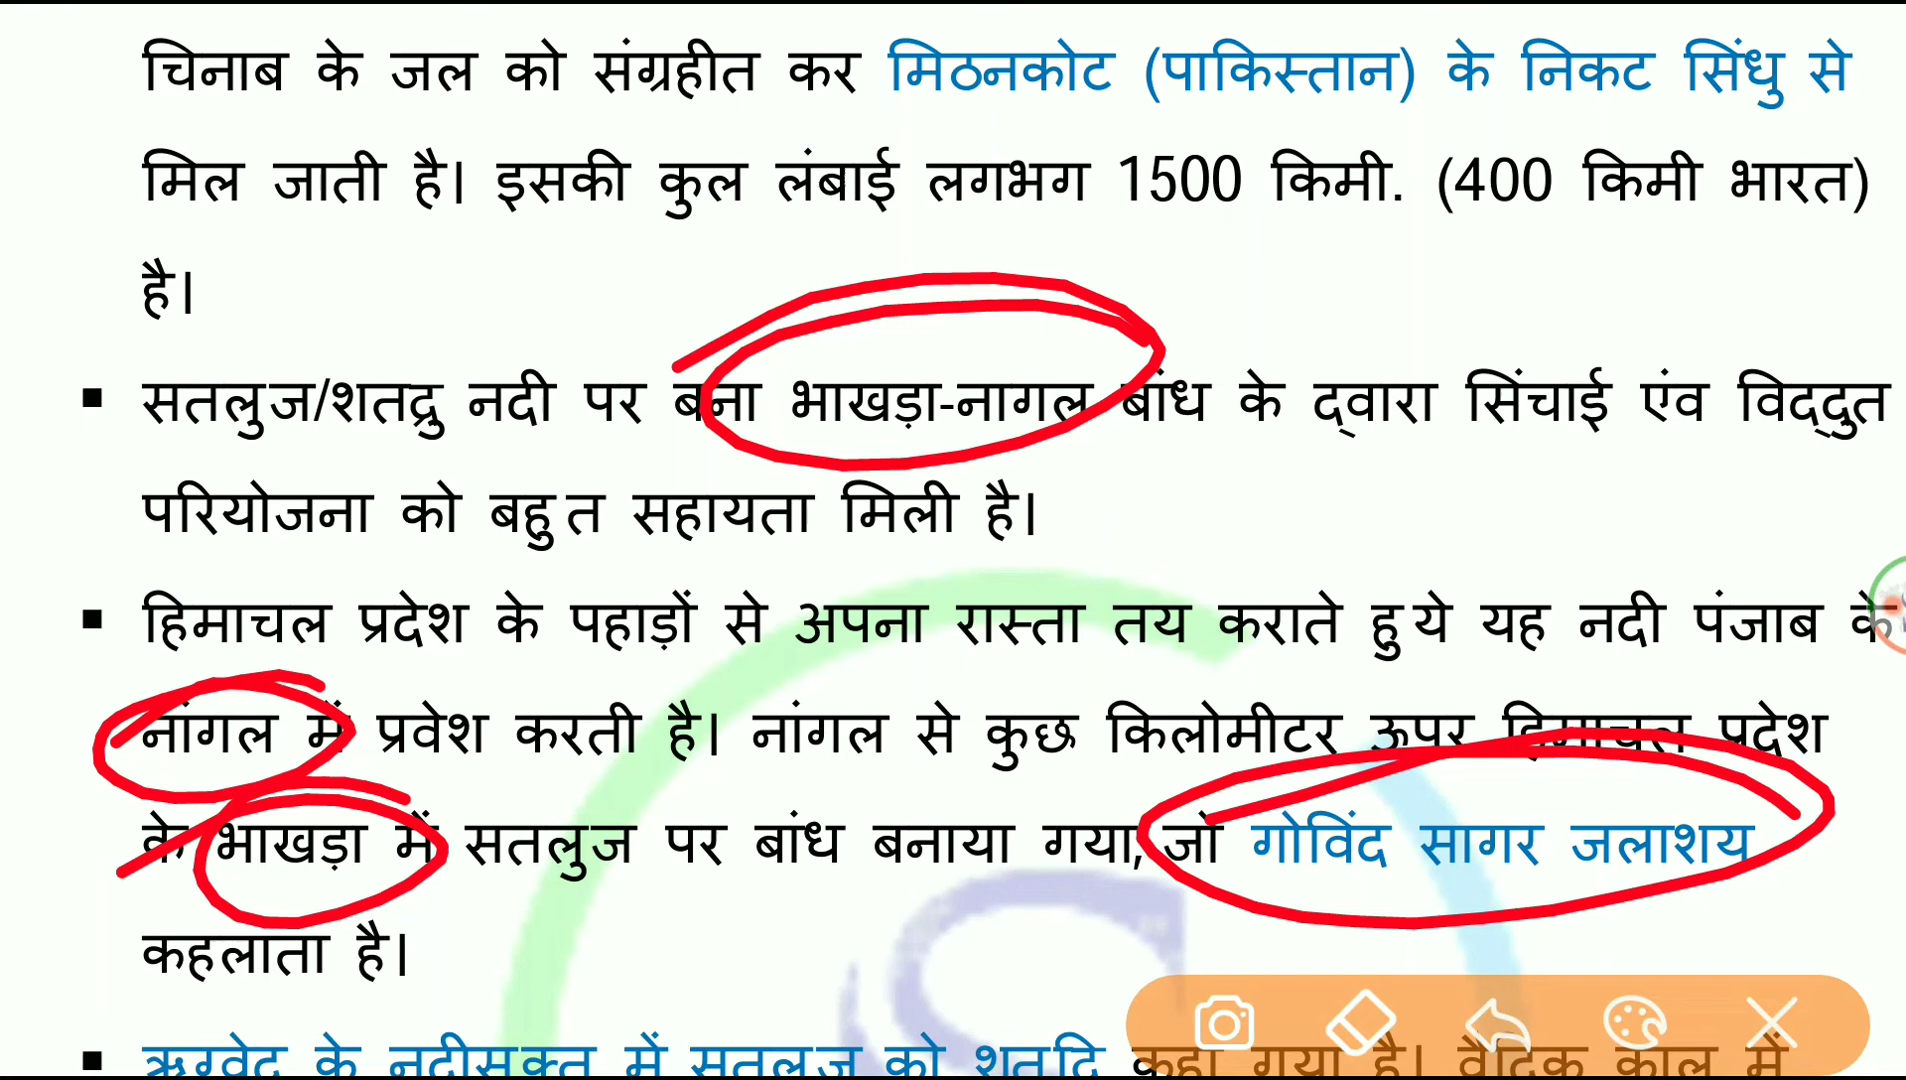 चिनाब के जल को संग्रहीत कर मिठनकोट (पाकिस्तान) के निकट सिंधु से
मिल जाती है। इसकी कुल लंबाई लगभग 1500 किमी. (400 किमी भारत)
है।
▪ सतलुज/शतद्रु नदी पर बना भाखड़ा-नागल बांध के द्वारा सिंचाई एंव विद्दुत
परियोजना को बहुत सहायता मिली है।
▪ हिमाचल प्रदेश के पहाड़ों से अपना रास्ता तय कराते हुये यह नदी पंजाब के
नांगल में प्रवेश करती है। नांगल से कुछ किलोमीटर ऊपर हिमाचल प्रदेश
के भाखड़ा में सतलुज पर बांध बनाया गया, जो गोविंद सागर जलाशय
कहलाता है।
▪ ऋग्वेद के नदीसूक्त में सतलुज को शतुद्रि कहा गया है। वैदिक काल में